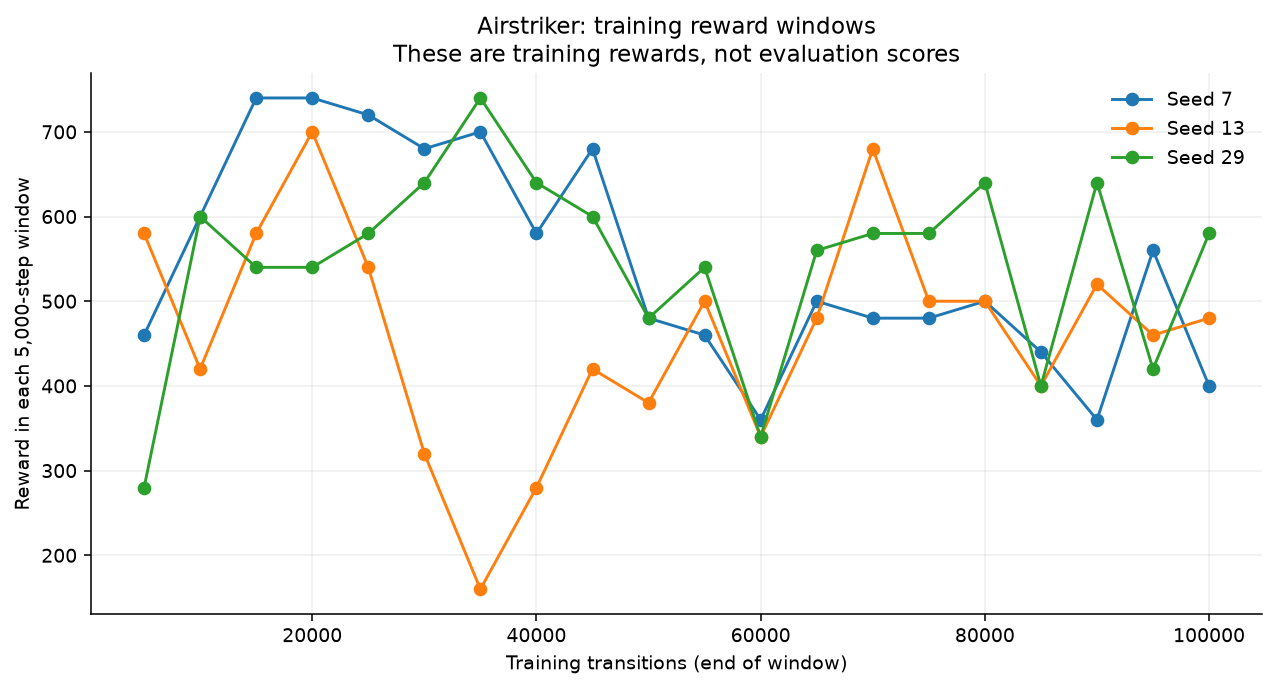 Airstriker: training reward windows
These are training rewards, not evaluation scores
Seed 7
Seed 13
Seed 29
Reward in each 5,000-step window
700
600
500
400
300
200
20000
40000
60000
80000
100000
Training transitions (end of window)